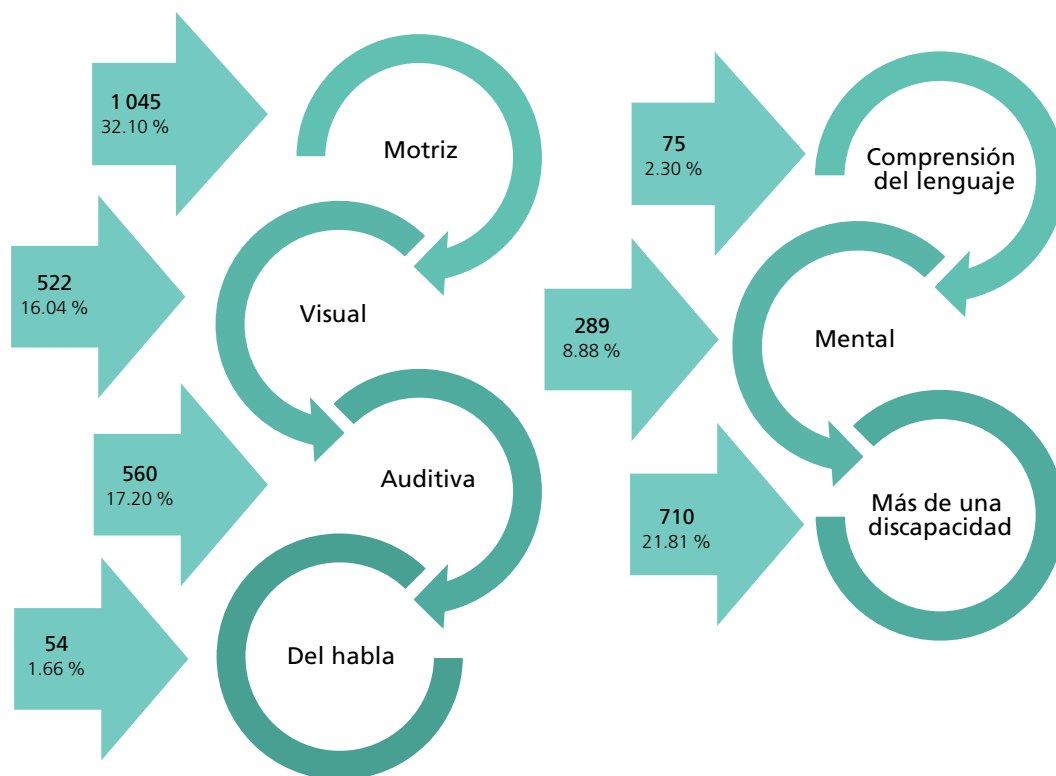 1 045
32.10 %
Motriz
522
16.04 %
Visual
560
17.20 %
Auditiva
54
1.66 %
Del habla
75
2.30 %
Comprensión
del lenguaje
289
8.88 %
Mental
710
21.81 %
Más de una
discapacidad